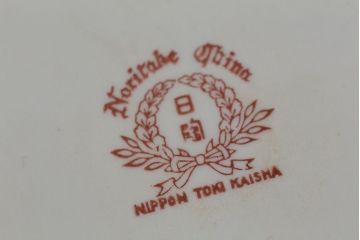 Noritake China
日
陶
NIPPON TOKI KAISHA